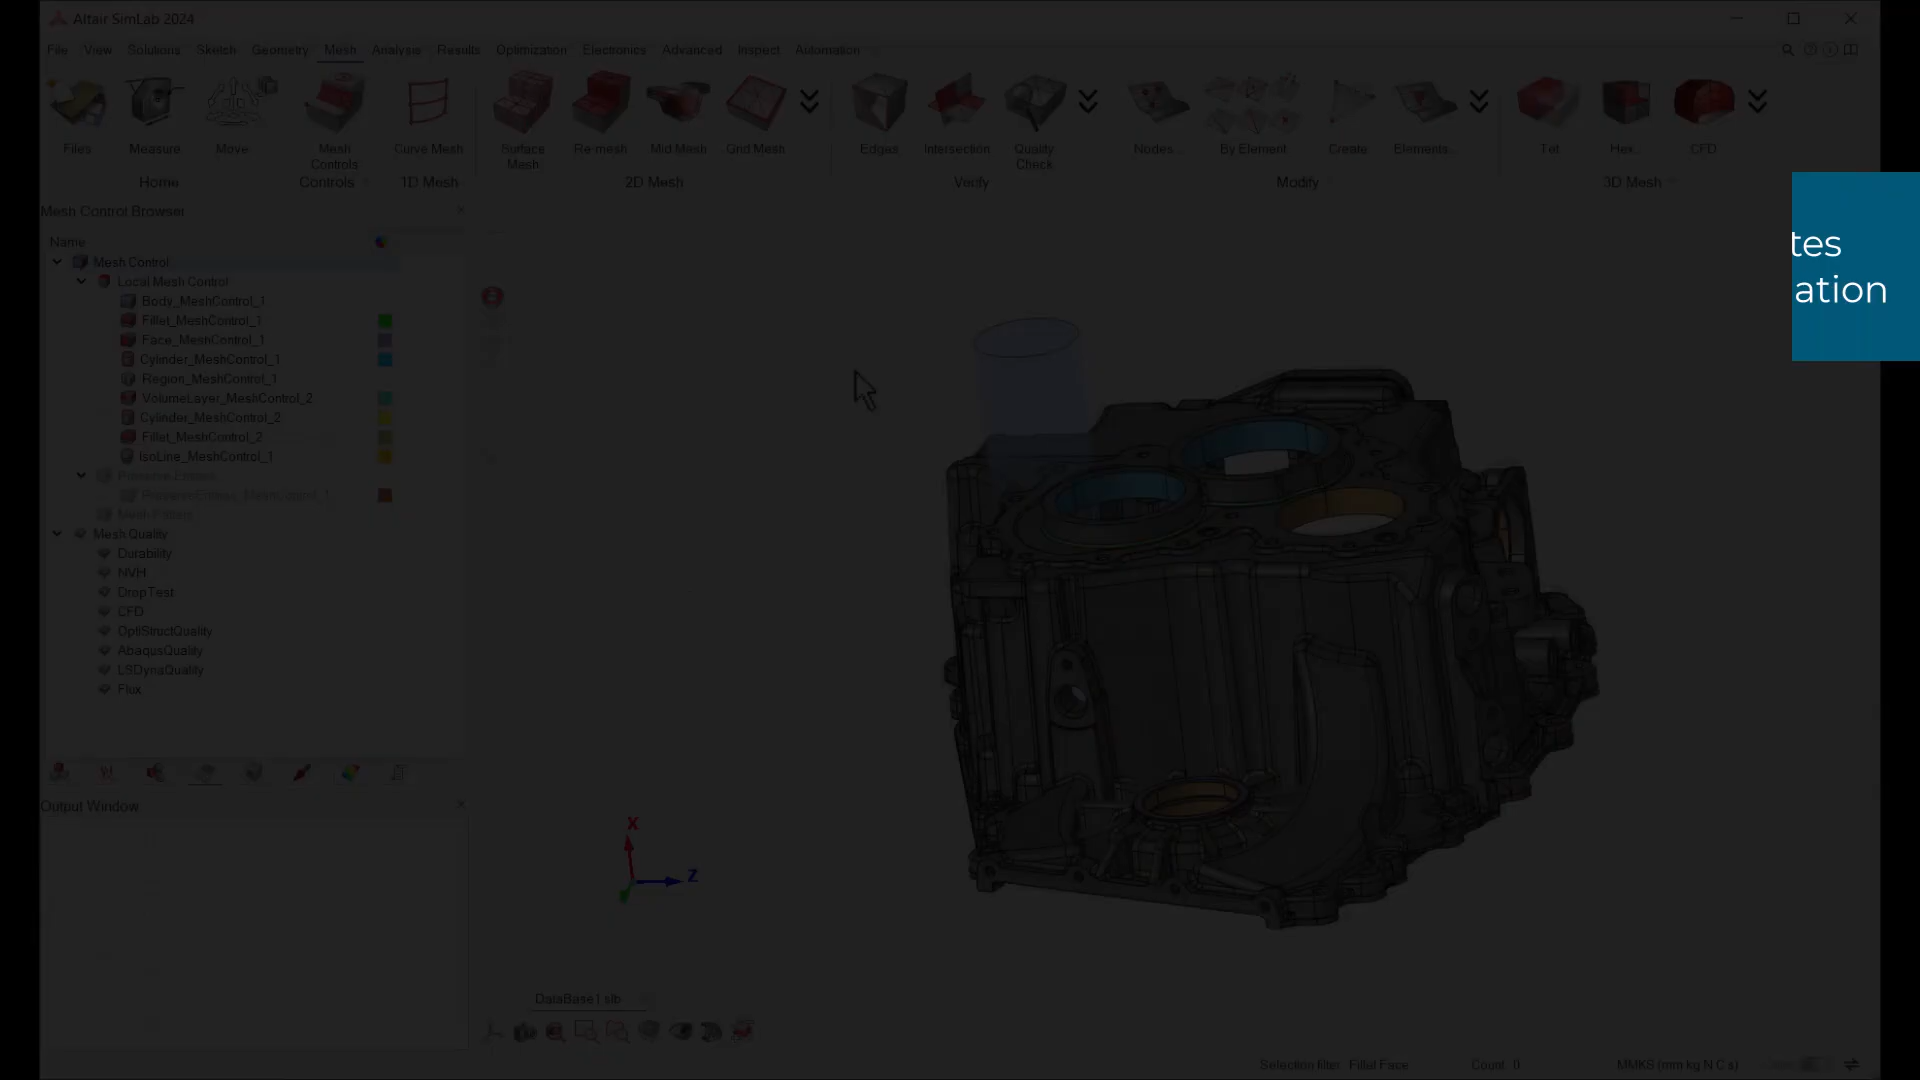 Altair SimLab 2024
File View Solutions Sketch Geometry Mesh Analysis Results Optimization Electronics Advanced Inspect Automation
Files Measure Move Mesh Controls Curve Mesh Surface Mesh Re-mesh Mid Mesh Grid Mesh Edges Intersection Quality Check Nodes... By Element Create Elements... Tet Hex... CFD
Home Controls 1D Mesh 2D Mesh Verify Modify 3D Mesh
Mesh Control Browser
tes
ation
Name
Mesh Control
Local Mesh Control
Body_MeshControl_1
Fillet_MeshControl_1
Face_MeshControl_1
Cylinder_MeshControl_1
Region_MeshControl_1
VolumeLayer_MeshControl_2
Cylinder_MeshControl_2
Fillet_MeshControl_2
IsoLine_MeshControl_1
Preserve Entities
Mesh Pattern
Mesh Quality
Durability
NVH
DropTest
CFD
OptiStructQuality
AbaqusQuality
LSDynaQuality
Flux
Output Window
X
Z
DataBase1.slb
Selection filter: Fillet Face Count: 0 MMKS (mm kg N C s)